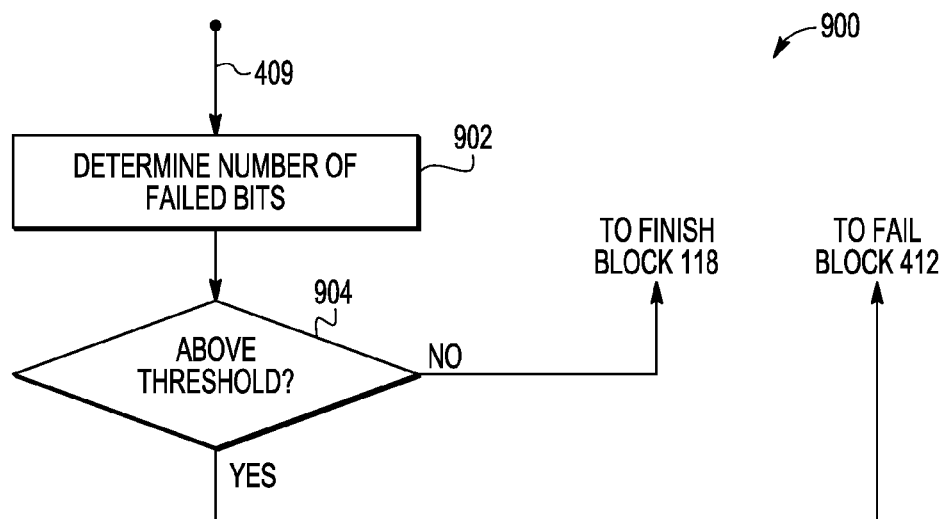 900
409
902
DETERMINE NUMBER OF
FAILED BITS
TO FINISH
BLOCK 118
TO FAIL
BLOCK 412
904
ABOVE
THRESHOLD?
NO
YES